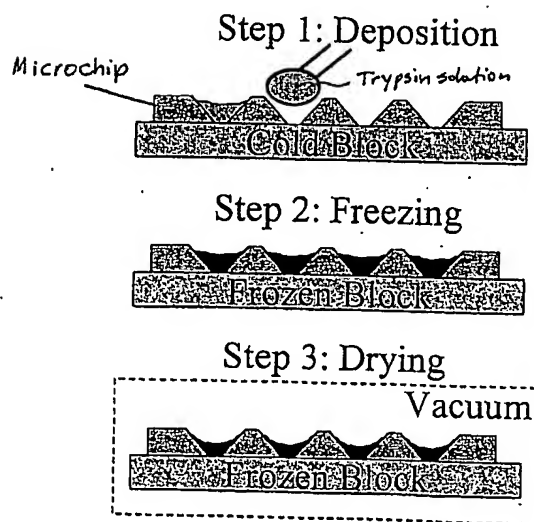 Step 1: Deposition
Microchip
Trypsin solution
Cold Block
Step 2: Freezing
Frozen Block
Step 3: Drying
Vacuum
Frozen Block